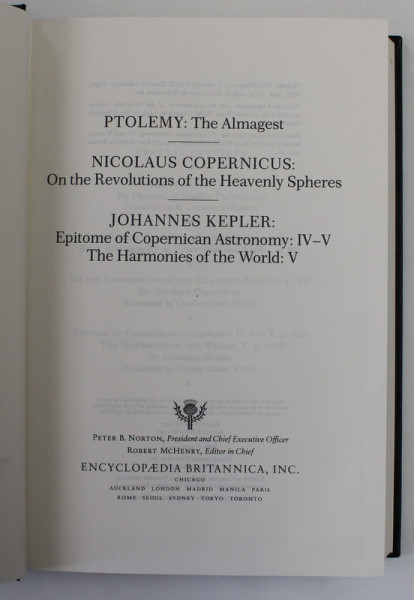 PTOLEMY: The Almagest
NICOLAUS COPERNICUS:
On the Revolutions of the Heavenly Spheres
JOHANNES KEPLER:
Epitome of Copernican Astronomy: IV–V
The Harmonies of the World: V
PETER B. NORTON, President and Chief Executive Officer
ROBERT MCHENRY, Editor in Chief
ENCYCLOPÆDIA BRITANNICA, INC.
CHICAGO
AUCKLAND LONDON MADRID MANILA PARIS
ROME SEOUL SYDNEY TOKYO TORONTO